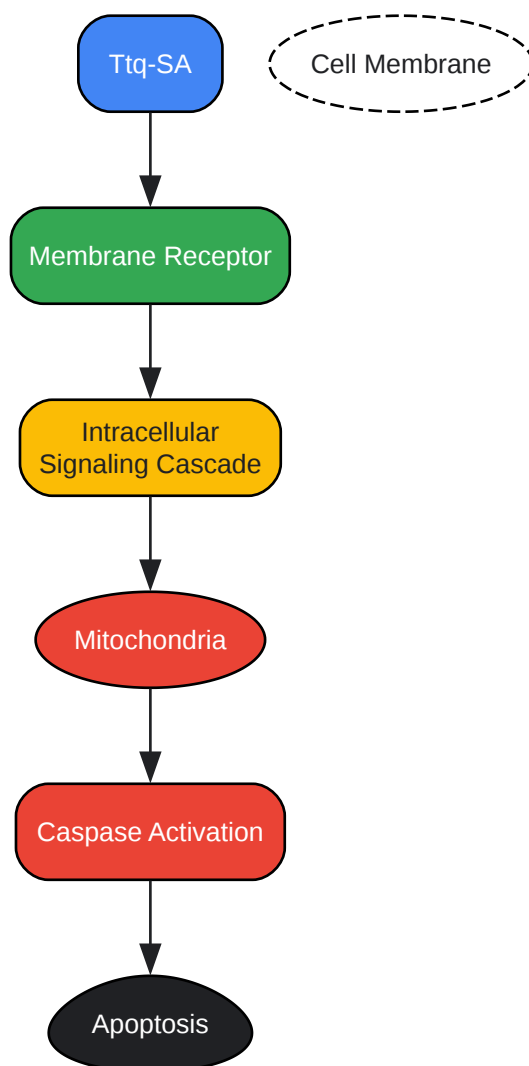 Ttq-SA
Cell Membrane
Membrane Receptor
Intracellular
Signaling Cascade
Mitochondria
Caspase Activation
Apoptosis